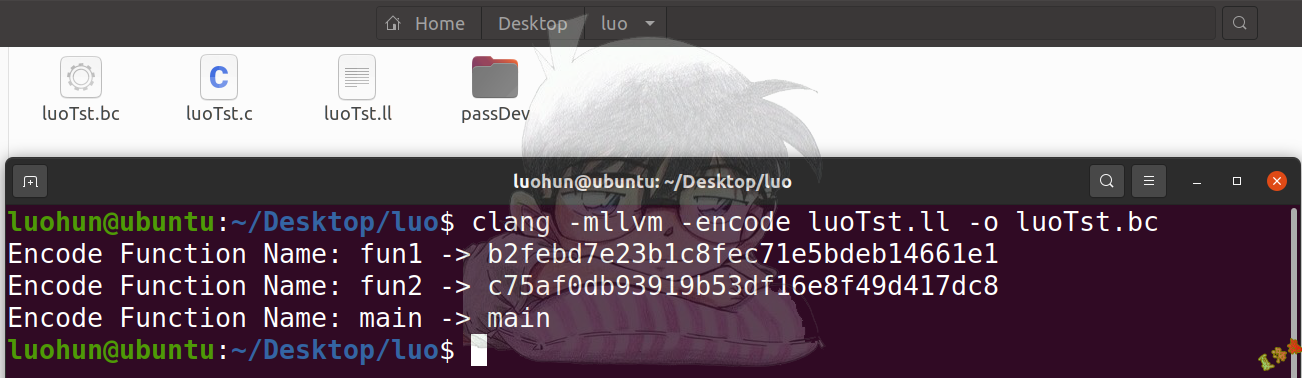 Home Desktop luo
luoTst.bc luoTst.c luoTst.ll passDev
luohun@ubuntu: ~/Desktop/luo
luohun@ubuntu:~/Desktop/luo$ clang -mllvm -encode luoTst.ll -o luoTst.bc
Encode Function Name: fun1 -> b2febd7e23b1c8fec71e5bdeb14661e1
Encode Function Name: fun2 -> c75af0db93919b53df16e8f49d417dc8
Encode Function Name: main -> main
luohun@ubuntu:~/Desktop/luo$